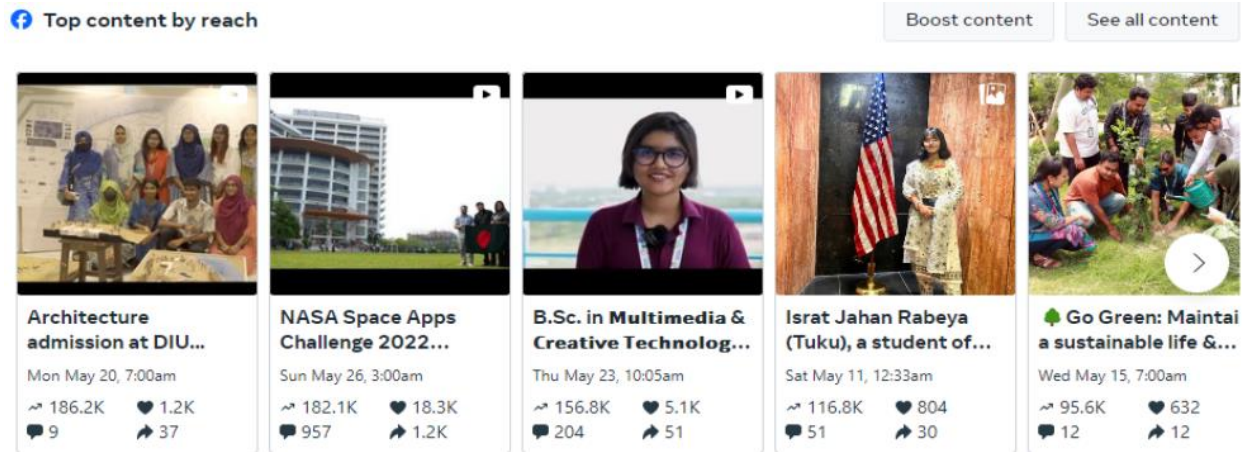 Top content by reach
Boost content
See all content
Architecture
admission at DIU...
Mon May 20, 7:00am
186.2K 1.2K
9 37
NASA Space Apps
Challenge 2022...
Sun May 26, 3:00am
182.1K 18.3K
957 1.2K
B.Sc. in 𝐌𝐮𝐥𝐭𝐢𝐦𝐞𝐝𝐢𝐚 &
𝐂𝐫𝐞𝐚𝐭𝐢𝐯𝐞 𝐓𝐞𝐜𝐡𝐧𝐨𝐥𝐨𝐠...
Thu May 23, 10:05am
156.8K 5.1K
204 51
Israt Jahan Rabeya
(Tuku), a student of...
Sat May 11, 12:33am
116.8K 804
51 30
🌳 Go Green: Maintai
a sustainable life &...
Wed May 15, 7:00am
95.6K 632
12 12